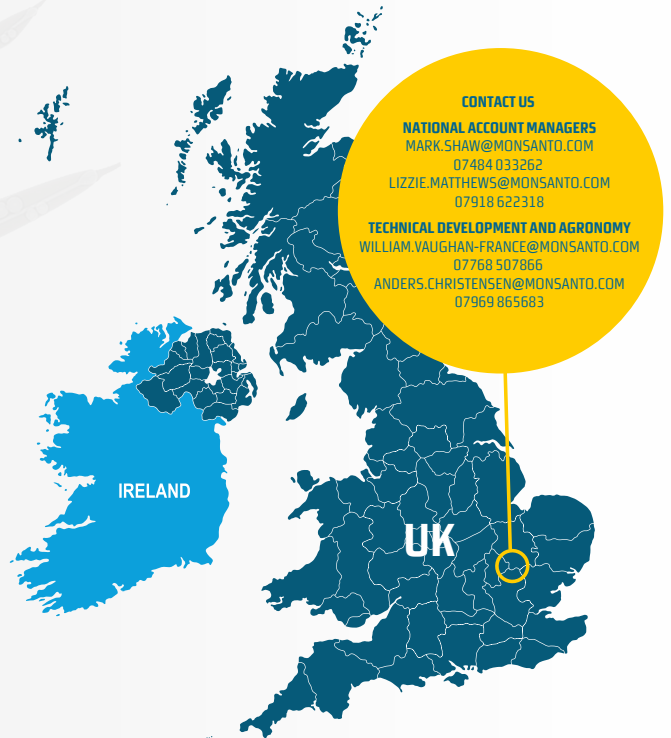 CONTACT US
NATIONAL ACCOUNT MANAGERS
MARK.SHAW@MONSANTO.COM
07484 033262
LIZZIE.MATTHEWS@MONSANTO.COM
07918 622318
TECHNICAL DEVELOPMENT AND AGRONOMY
WILLIAM.VAUGHAN-FRANCE@MONSANTO.COM
07768 507866
ANDERS.CHRISTENSEN@MONSANTO.COM
07969 865683
IRELAND
UK